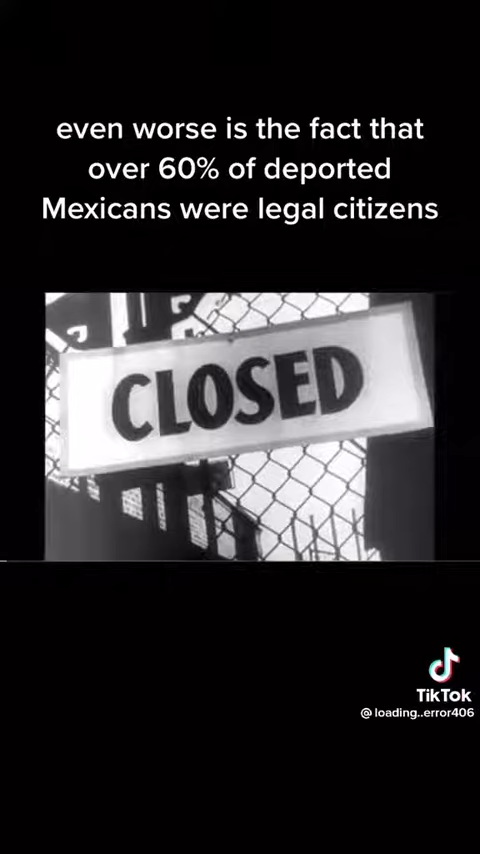 even worse is the fact that
over 60% of deported
Mexicans were legal citizens
CLOSED
TikTok
@loading..error406